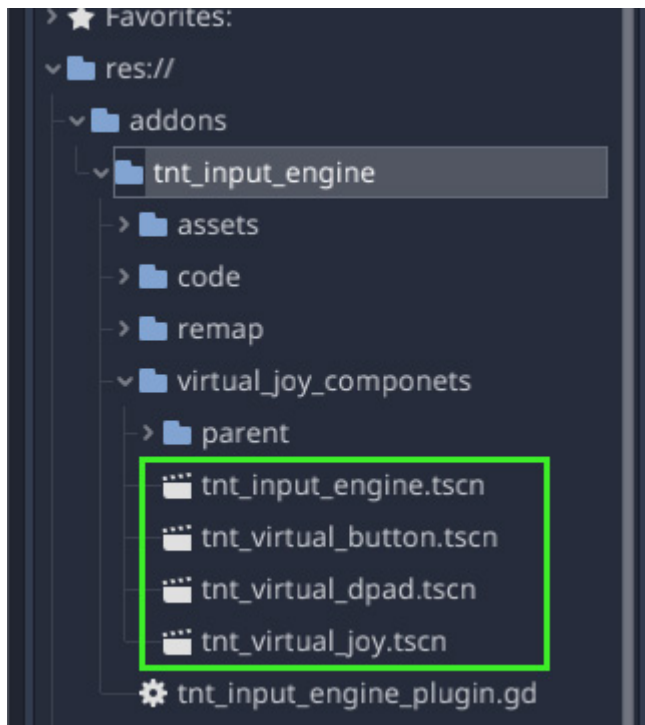 Favorites:
res://
addons
tnt_input_engine
assets
code
remap
virtual_joy_componets
parent
tnt_input_engine.tscn
tnt_virtual_button.tscn
tnt_virtual_dpad.tscn
tnt_virtual_joy.tscn
tnt_input_engine_plugin.gd